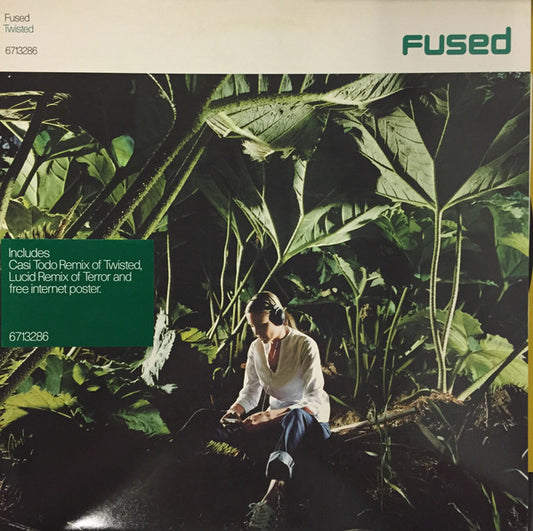 Fused
Twisted
6713286
fused
Includes
Casi Todo Remix of Twisted,
Lucid Remix of Terror and
free internet poster.
6713286